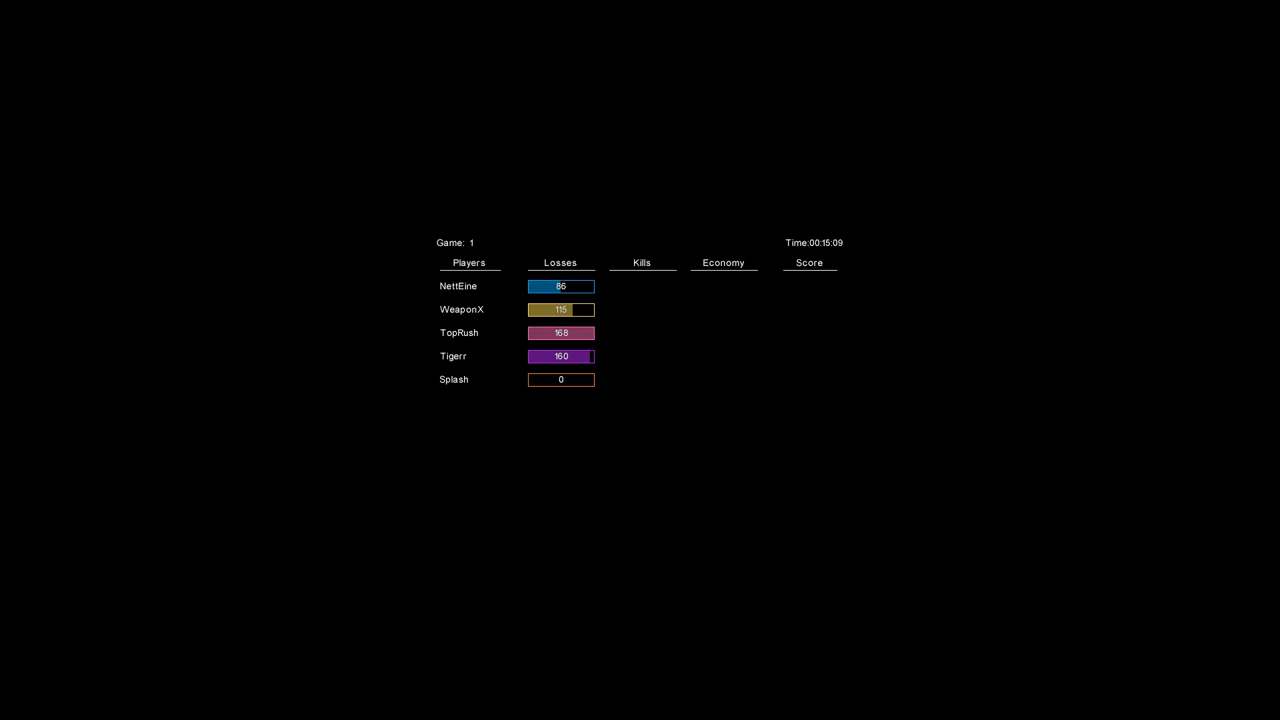 Game: 1 Time:00:15:09
Players Losses Kills Economy Score
NettEine 86
WeaponX 115
TopRush 168
Tigerr 160
Splash 0